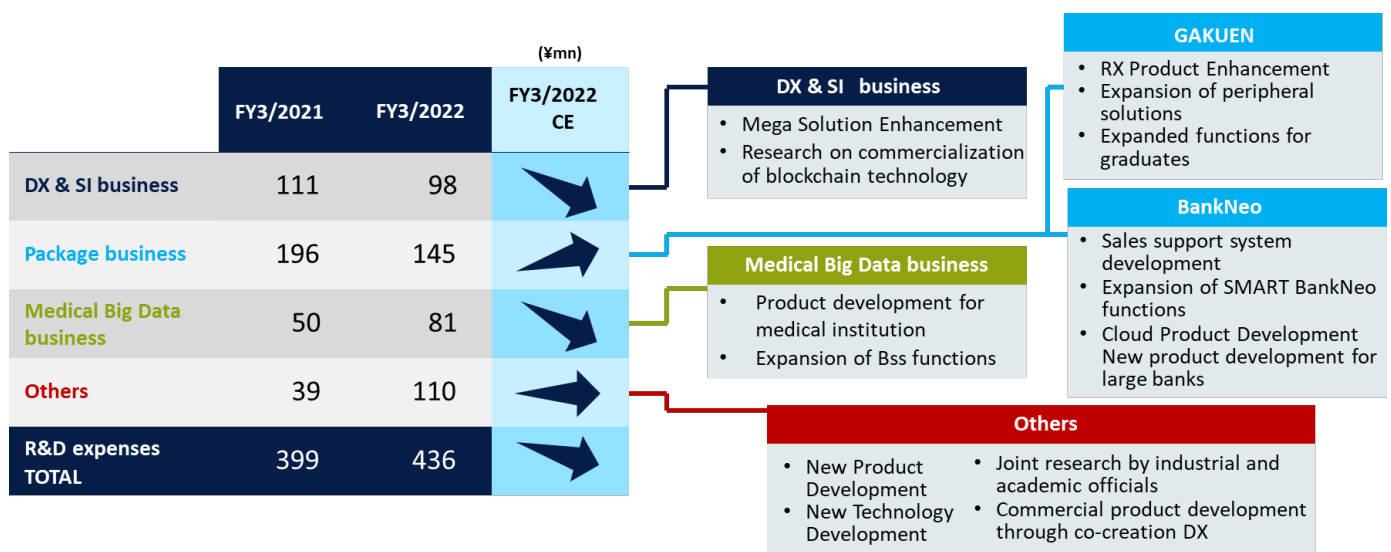 (¥mn)
FY3/2021 FY3/2022 FY3/2022
CE
DX & SI business 111 98
Package business 196 145
Medical Big Data
business 50 81
Others 39 110
R&D expenses
TOTAL 399 436
DX & SI business
• Mega Solution Enhancement
• Research on commercialization
of blockchain technology
Medical Big Data business
• Product development for
medical institution
• Expansion of Bss functions
GAKUEN
• RX Product Enhancement
• Expansion of peripheral
solutions
• Expanded functions for
graduates
BankNeo
• Sales support system
development
• Expansion of SMART BankNeo
functions
• Cloud Product Development
New product development for
large banks
Others
• New Product
Development
• New Technology
Development
• Joint research by industrial and
academic officials
• Commercial product development
through co-creation DX